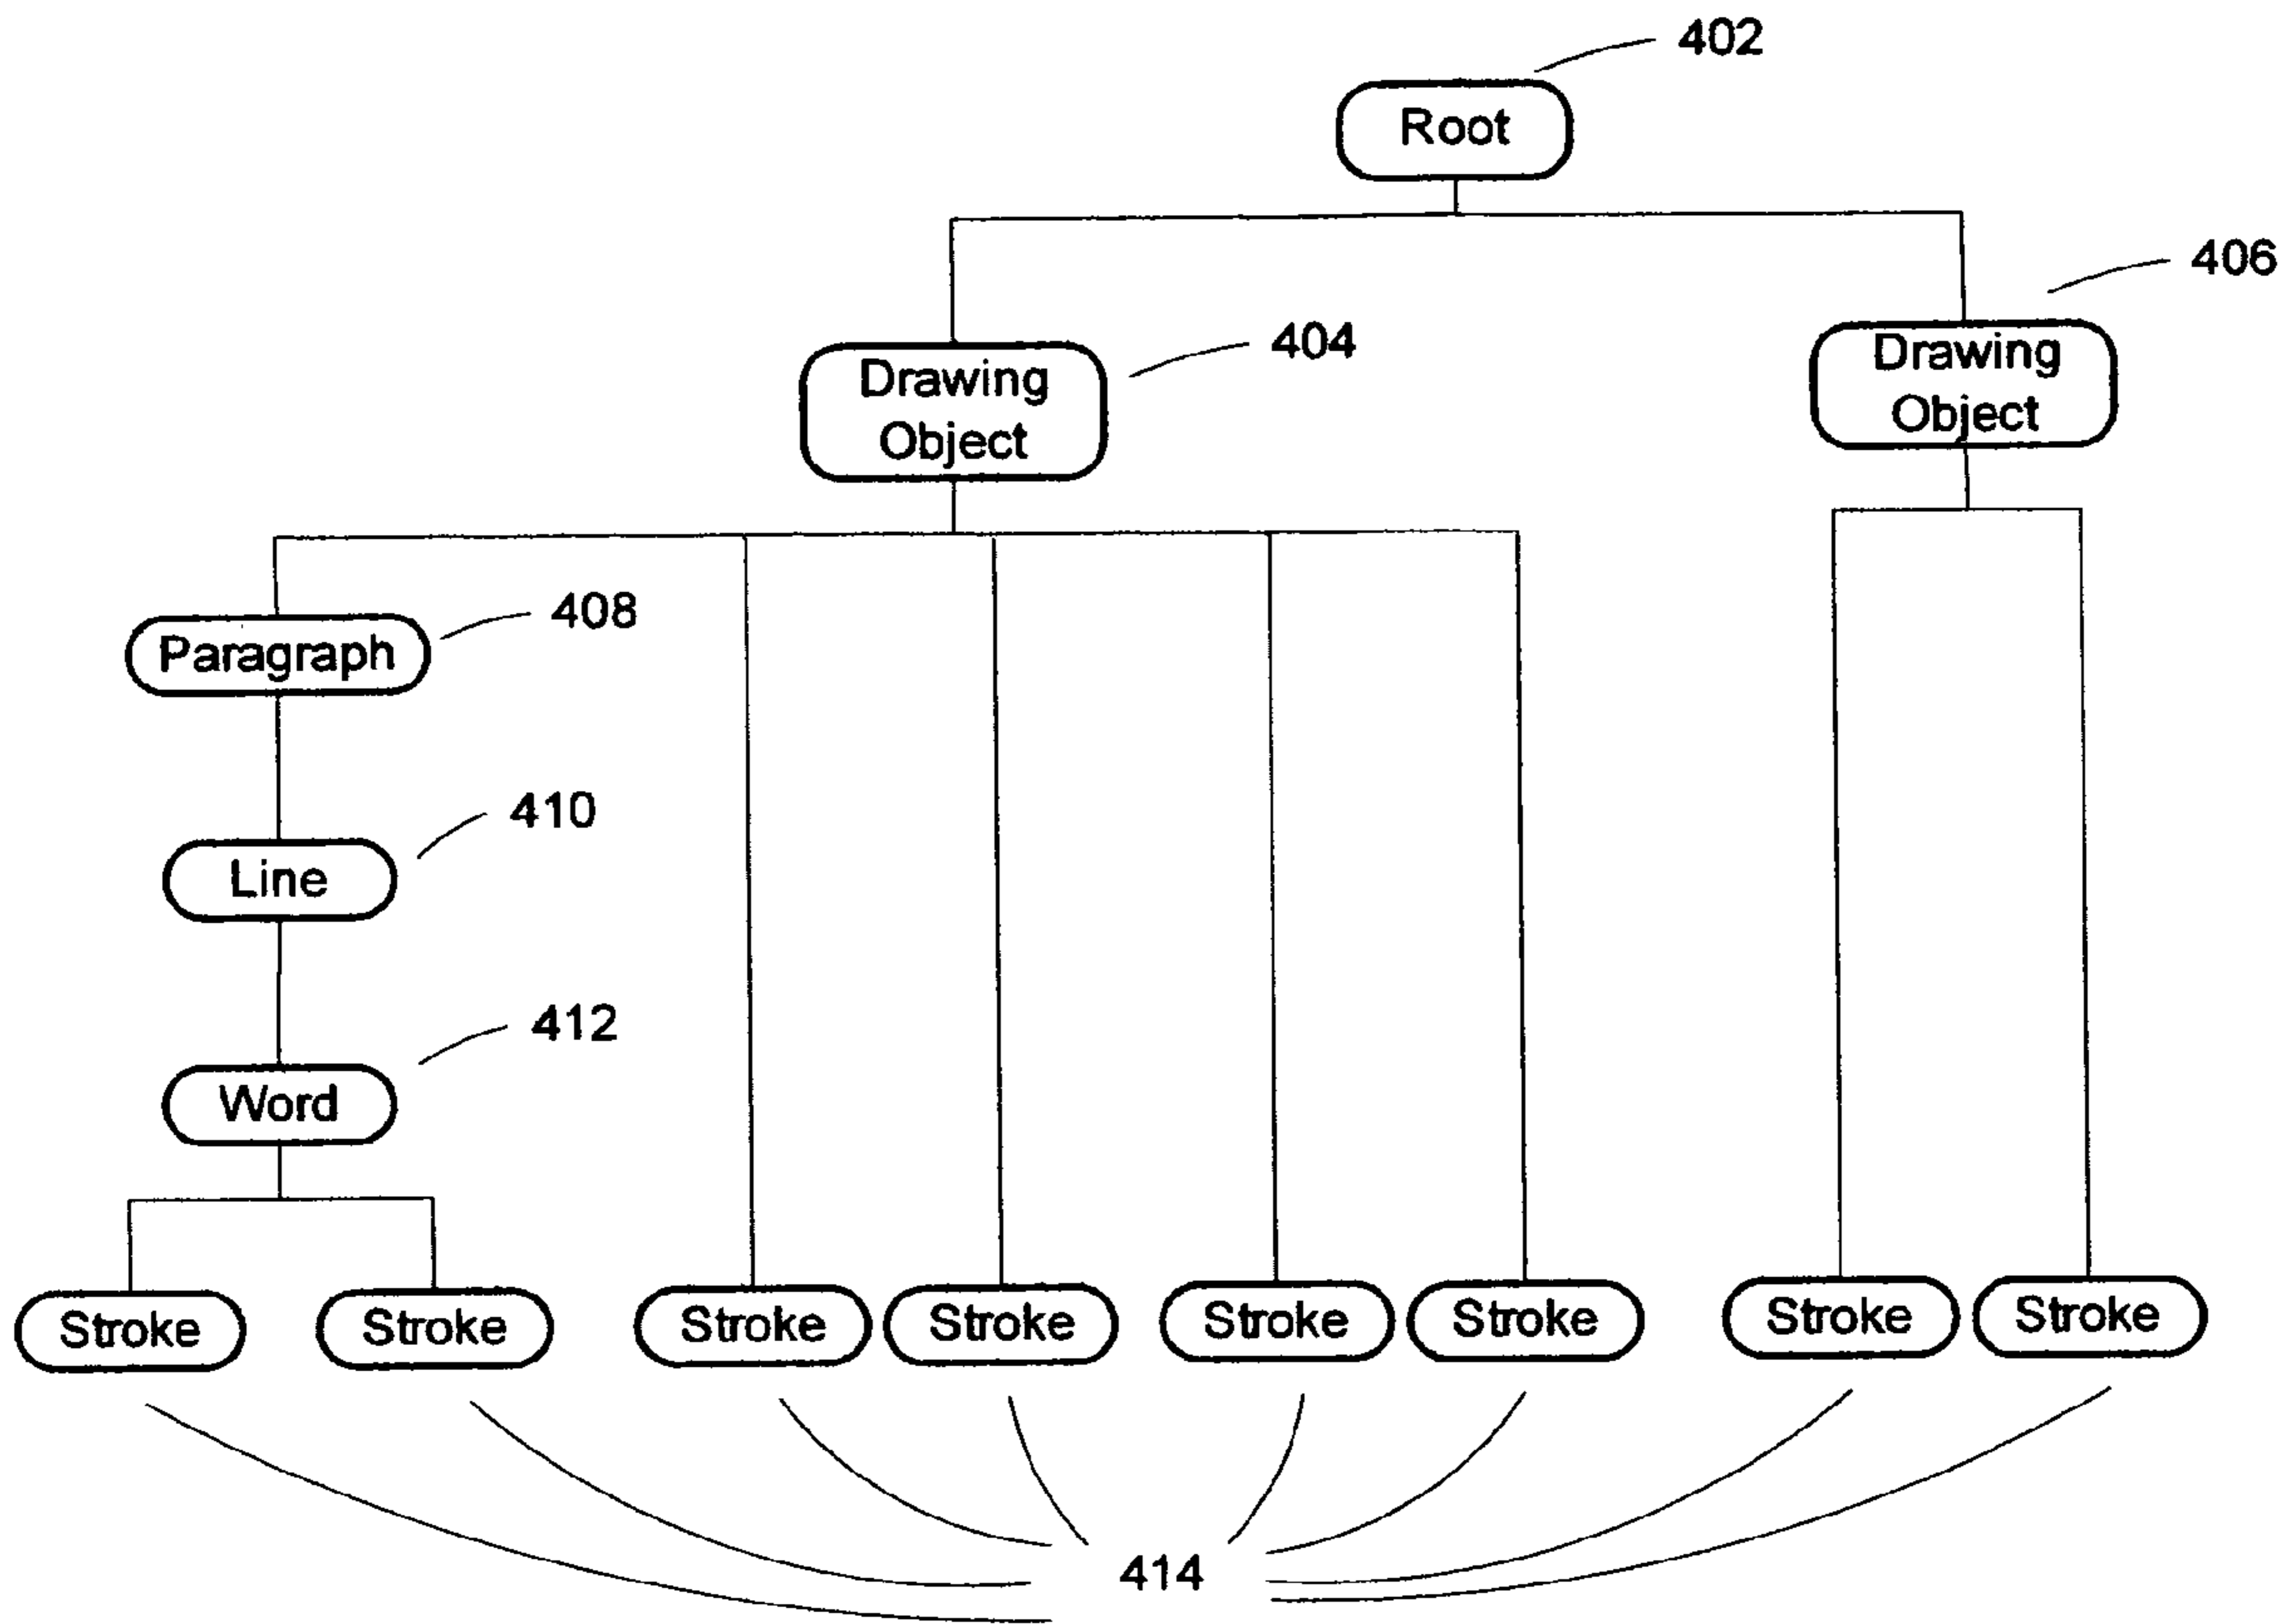 402
Root
406
404
Drawing
Object
Drawing
Object
408
Paragraph
410
Line
412
Word
Stroke
Stroke
Stroke
Stroke
Stroke
Stroke
Stroke
Stroke
414